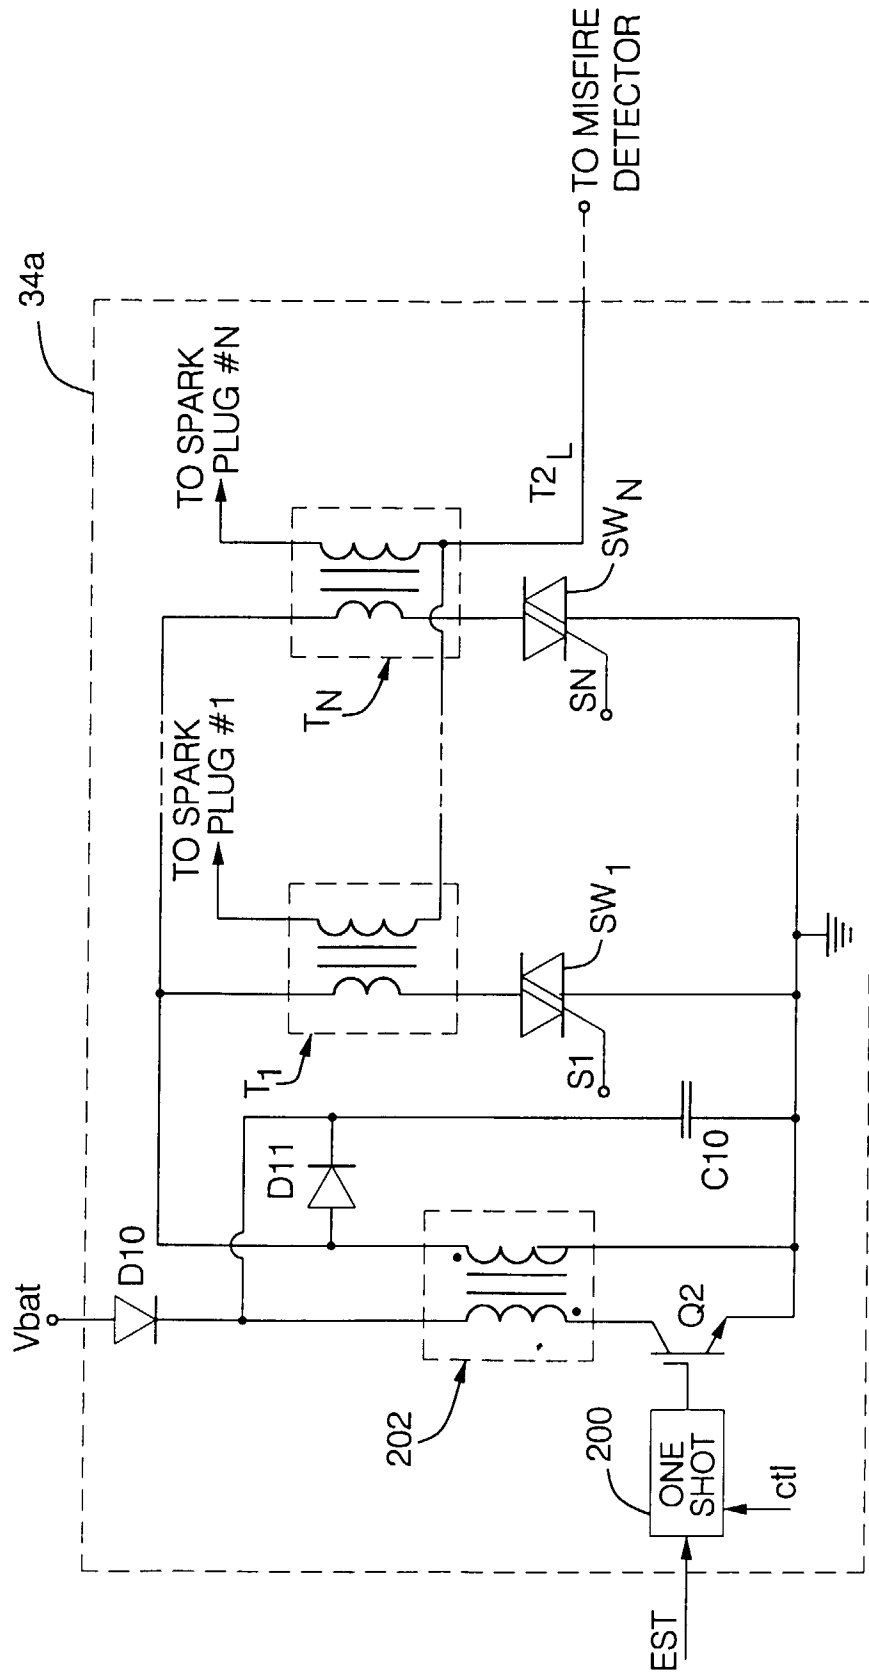 34a
Vbat
D10
TO SPARK
PLUG #1
TO SPARK
PLUG #N
D11
T1
TN
202
T2L
TO MISFIRE
DETECTOR
S1
SW1
SN
SWN
Q2
C10
200
ONE
SHOT
EST
ctl